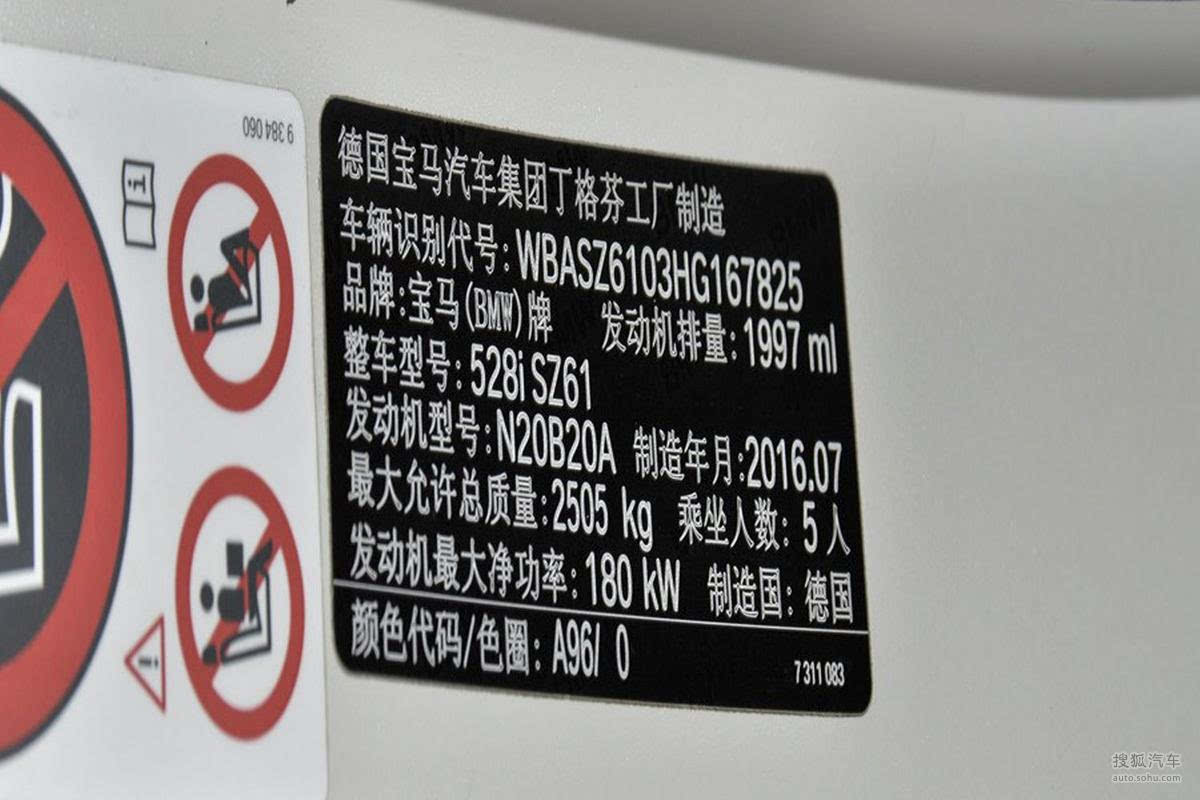 9 384 060
德国宝马汽车集团丁格芬工厂制造
车辆识别代号:WBASZ6103HG167825
品牌:宝马(BMW)牌 发动机排量:1997 ml
整车型号:528i SZ61
发动机型号:N20B20A 制造年月:2016.07
最大允许总质量:2505 kg 乘坐人数: 5 人
发动机最大净功率:180 kW 制造国: 德国
颜色代码/色圈: A96/ 0
7 311 083
搜狐汽车
auto.sohu.com